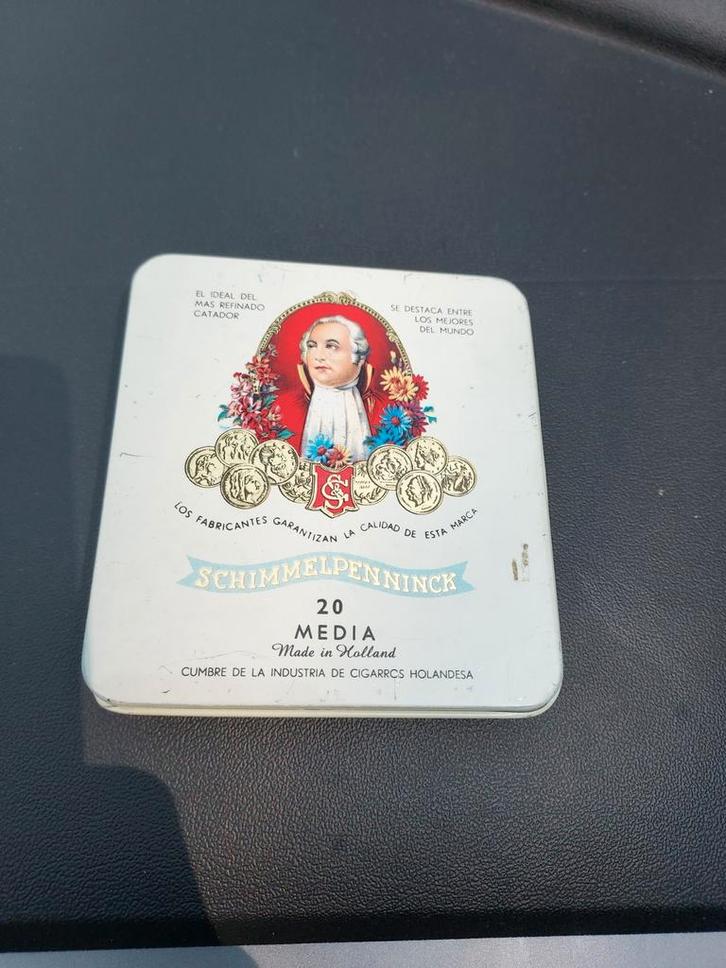 EL IDEAL DEL
MAS REFINADO
CATADOR
SE DESTACA ENTRE
LOS MEJORES
DEL MUNDO
LOS FABRICANTES GARANTIZAN LA CALIDAD DE ESTA MARCA
SCHIMMELPENNINCK
20
MEDIA
Made in Holland
CUMBRE DE LA INDUSTRIA DE CIGARROS HOLANDESA